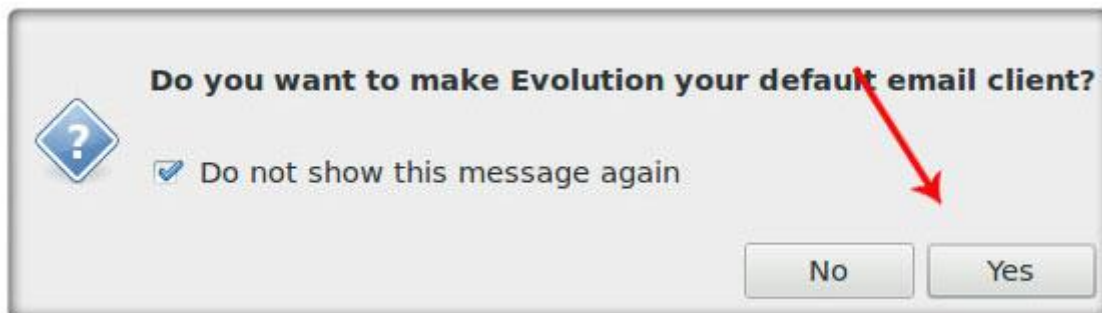 Do you want to make Evolution your default email client?
?
Do not show this message again
No Yes